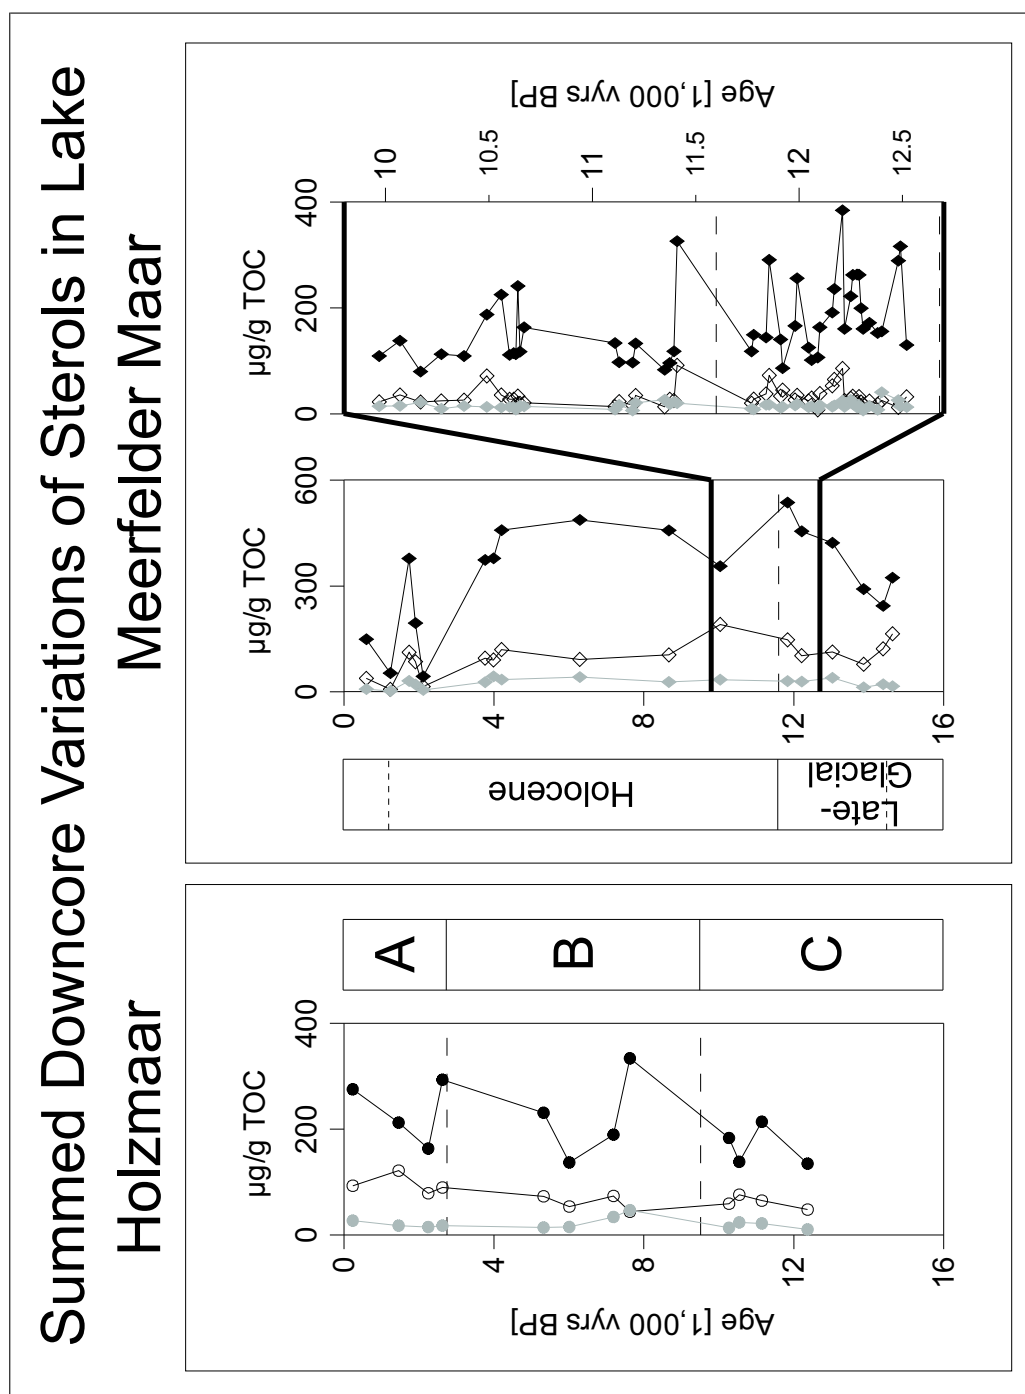 Summed Downcore Variations of Sterols in Lake
Holzmaar
Meerfelder Maar
Age [1,000 vyrs BP]
0
4
8
12
16
µg/g TOC
0
200
400
A
B
C
Holocene
Late-
Glacial
0
4
8
12
16
µg/g TOC
0
300
600
µg/g TOC
0
200
400
10
10.5
11
11.5
12
12.5
Age [1,000 vyrs BP]